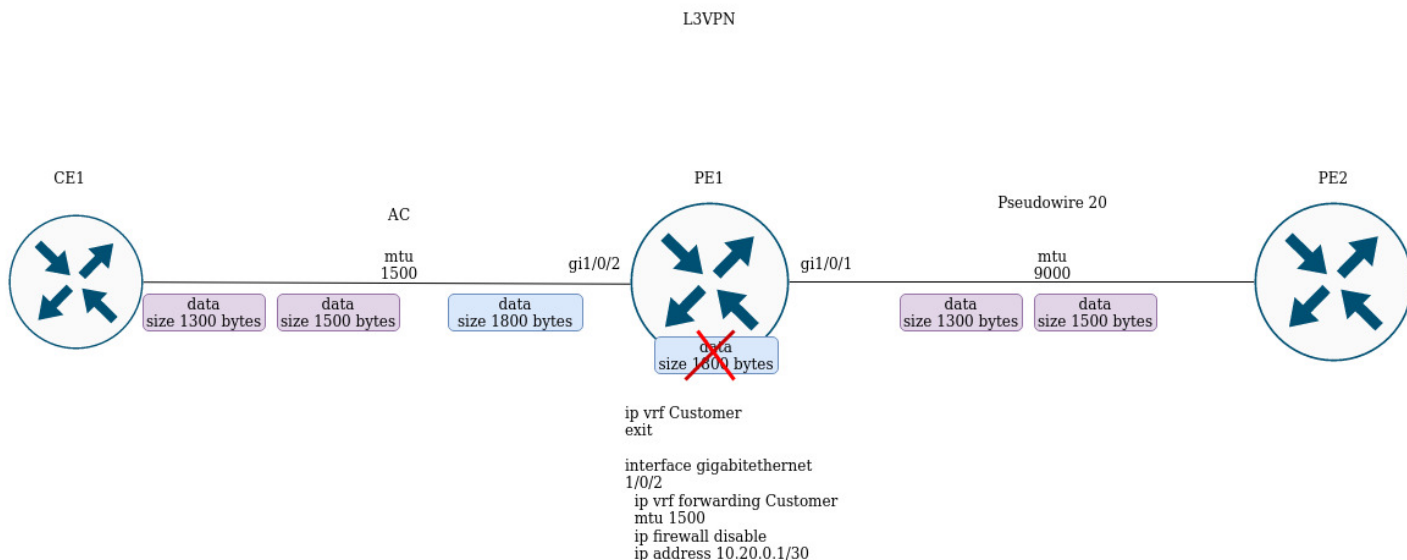 L3VPN
CE1
PE1
PE2
AC
Pseudowire 20
mtu
1500
gi1/0/2
gi1/0/1
mtu
9000
data
size 1300 bytes
data
size 1500 bytes
data
size 1800 bytes
data
size 1300 bytes
data
size 1500 bytes
data
size 1800 bytes
ip vrf Customer
exit
interface gigabitethernet
1/0/2
ip vrf forwarding Customer
mtu 1500
ip firewall disable
ip address 10.20.0.1/30